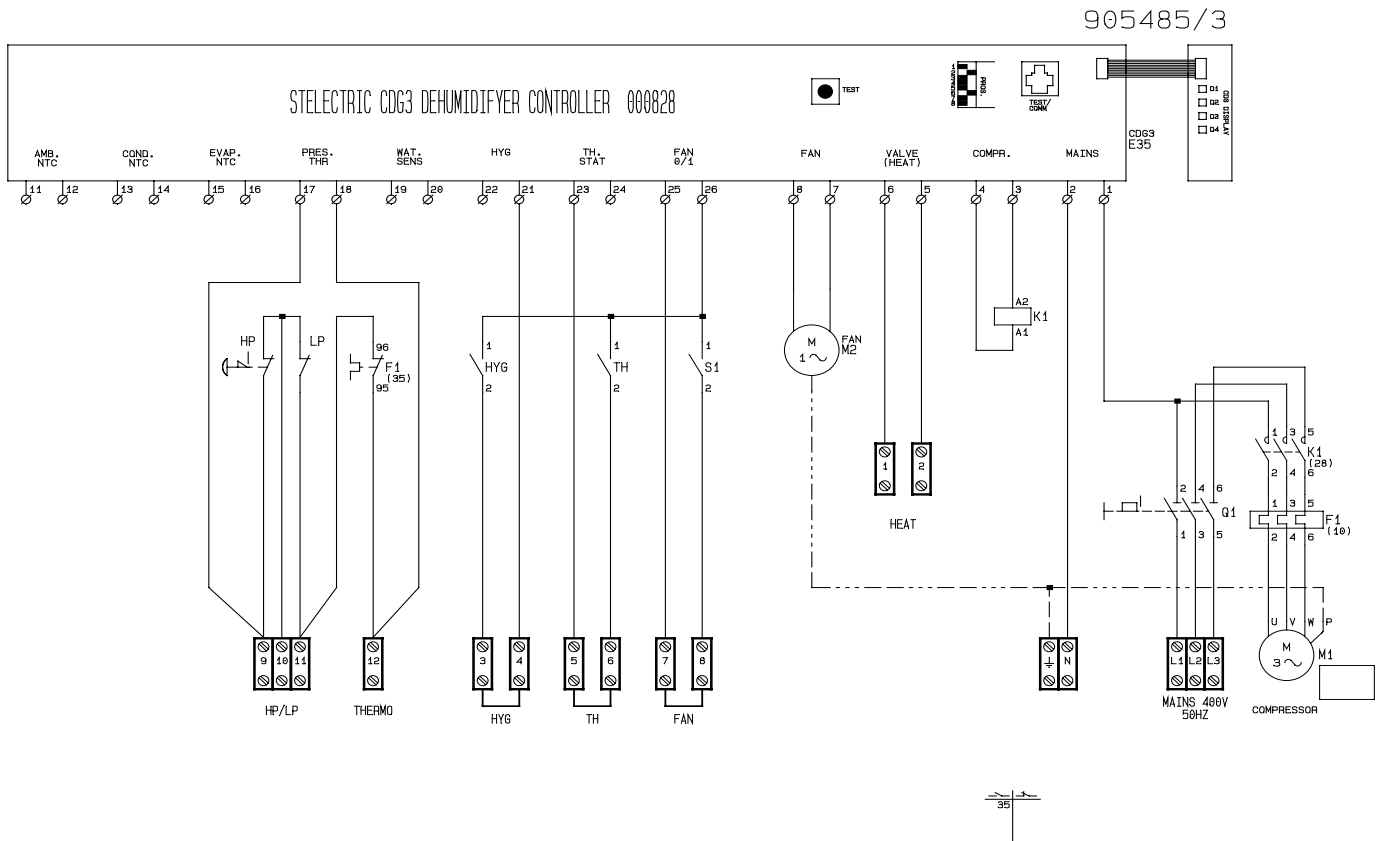 905485/3
STELECTRIC CDG3 DEHUMIDIFYER CONTROLLER 000828
TEST
PROG.
TEST/
COMM
D1
D2
D3
D4
CDS DISPLAY
CDG3
E35
AMB.
NTC
COND.
NTC
EVAP.
NTC
PRES.
THR
WAT.
SENS
HYG
TH.
STAT
FAN
0/1
FAN
VALVE
(HEAT)
COMPR.
MAINS
11 12 13 14 15 16 17 18 19 20 22 21 23 24 25 26 8 7 6 5 4 3 2 1
HP
LP
96
F1
(35)
95
1
HYG
2
1
TH
2
1
S1
2
M
1
FAN
M2
A2
K1
A1
1 3 5
K1
(28)
2 4 6
2 4 6
Q1
1 3 5
1 3 5
F1
(10)
2 4 6
1 2
HEAT
U V W P
M
3
M1
COMPRESSOR
9 10 11
HP/LP
12
THERMO
3 4
HYG
5 6
TH
7 8
FAN
N
L1 L2 L3
MAINS 400V
50HZ
35